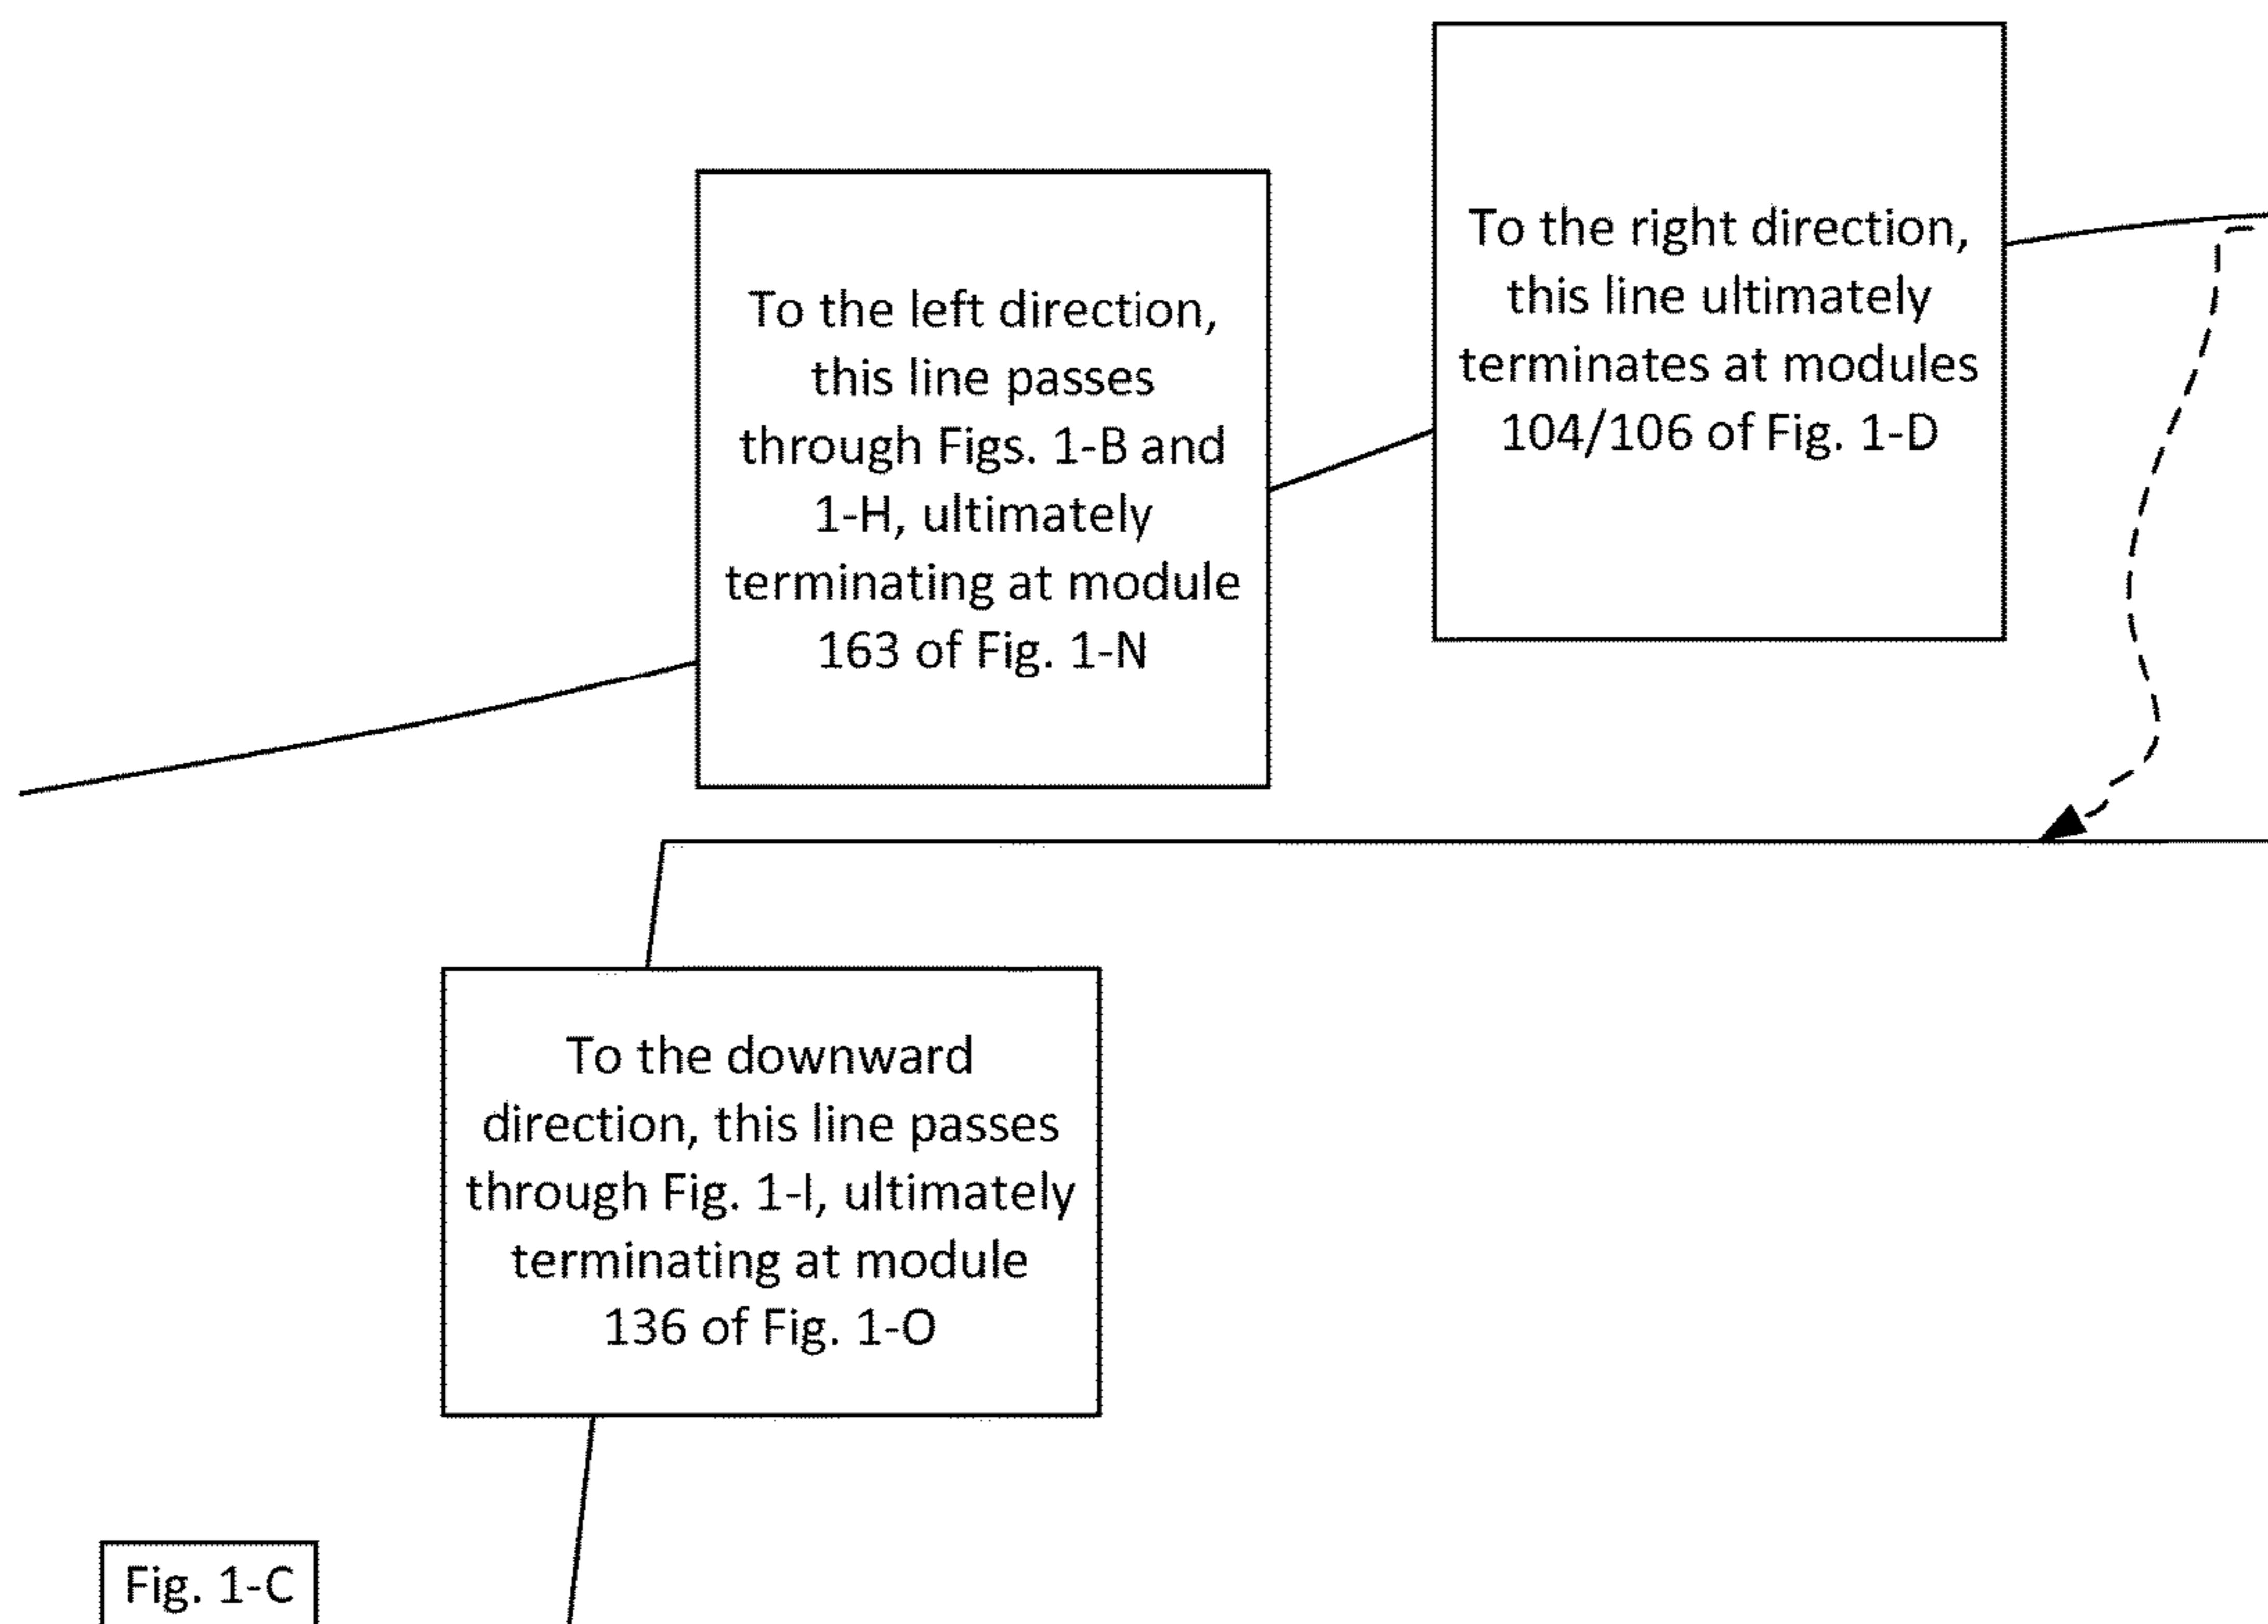 To the left direction,
this line passes
through Figs. 1-B and
1-H, ultimately
terminating at module
163 of Fig. 1-N
To the right direction,
this line ultimately
terminates at modules
104/106 of Fig. 1-D
To the downward
direction, this line passes
through Fig. 1-I, ultimately
terminating at module
136 of Fig. 1-O
Fig. 1-C